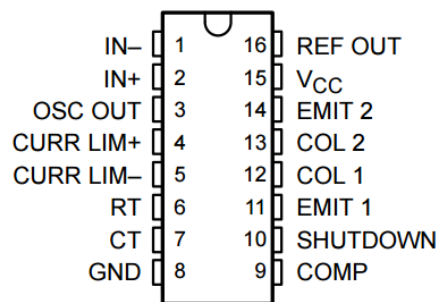 IN– 1 16 REF OUT
IN+ 2 15 VCC
OSC OUT 3 14 EMIT 2
CURR LIM+ 4 13 COL 2
CURR LIM– 5 12 COL 1
RT 6 11 EMIT 1
CT 7 10 SHUTDOWN
GND 8 9 COMP